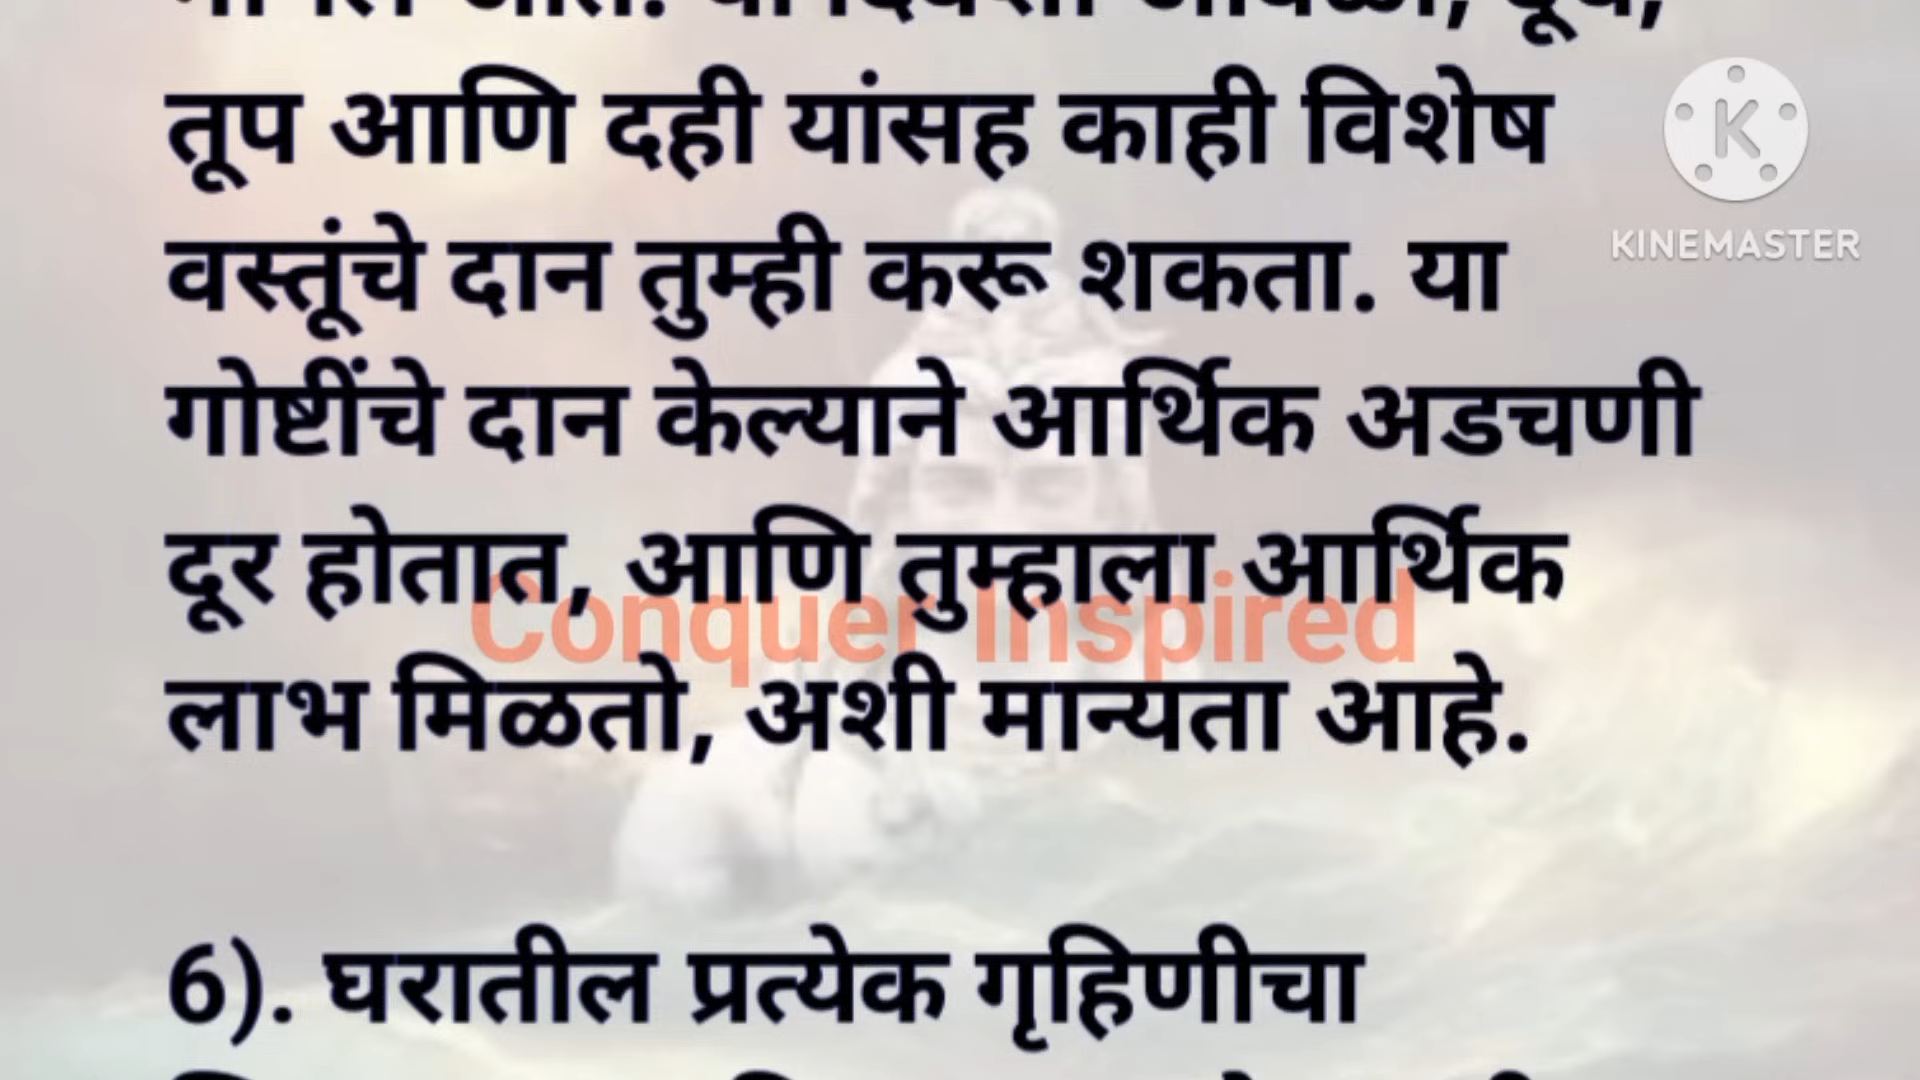 तूप आणि दही यांसह काही विशेष
वस्तूंचे दान तुम्ही करू शकता. या
गोष्टींचे दान केल्याने आर्थिक अडचणी
दूर होतात, आणि तुम्हाला आर्थिक
लाभ मिळतो, अशी मान्यता आहे.
6). घरातील प्रत्येक गृहिणीचा
Conquer Inspired
KINEMASTER